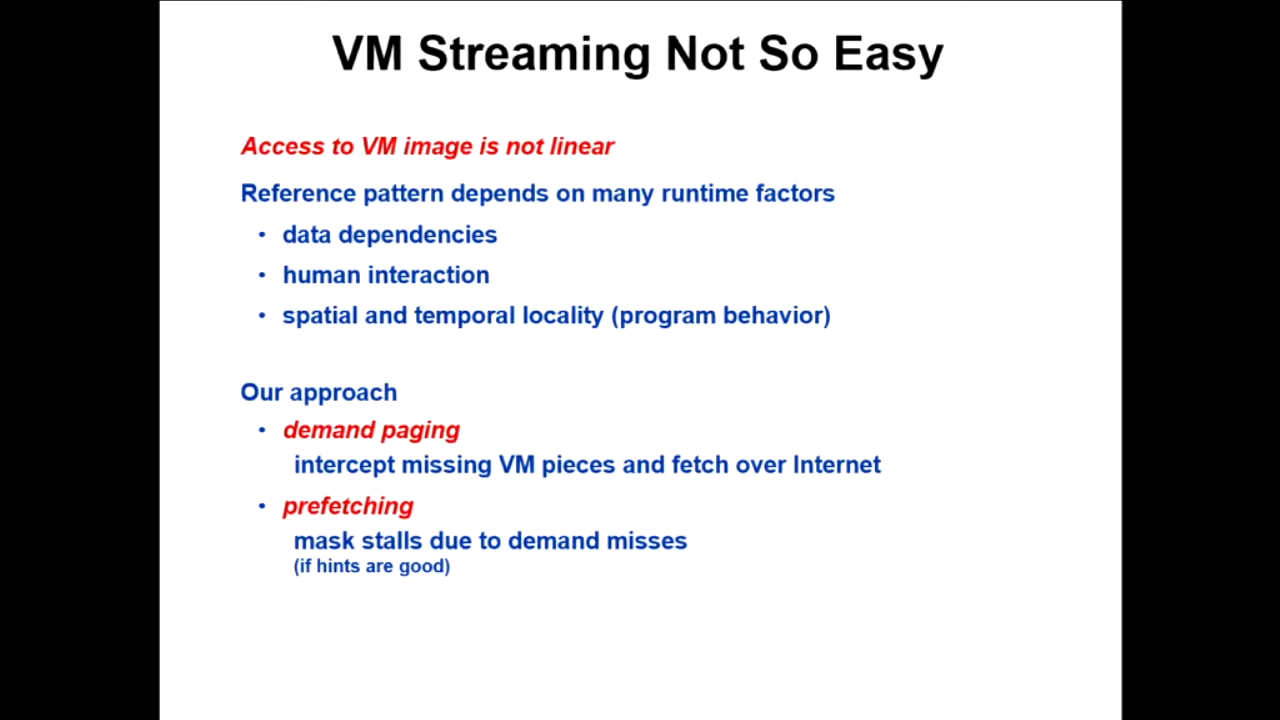 VM Streaming Not So Easy
Access to VM image is not linear
Reference pattern depends on many runtime factors
• data dependencies
• human interaction
• spatial and temporal locality (program behavior)
Our approach
• demand paging
intercept missing VM pieces and fetch over Internet
• prefetching
mask stalls due to demand misses
(if hints are good)